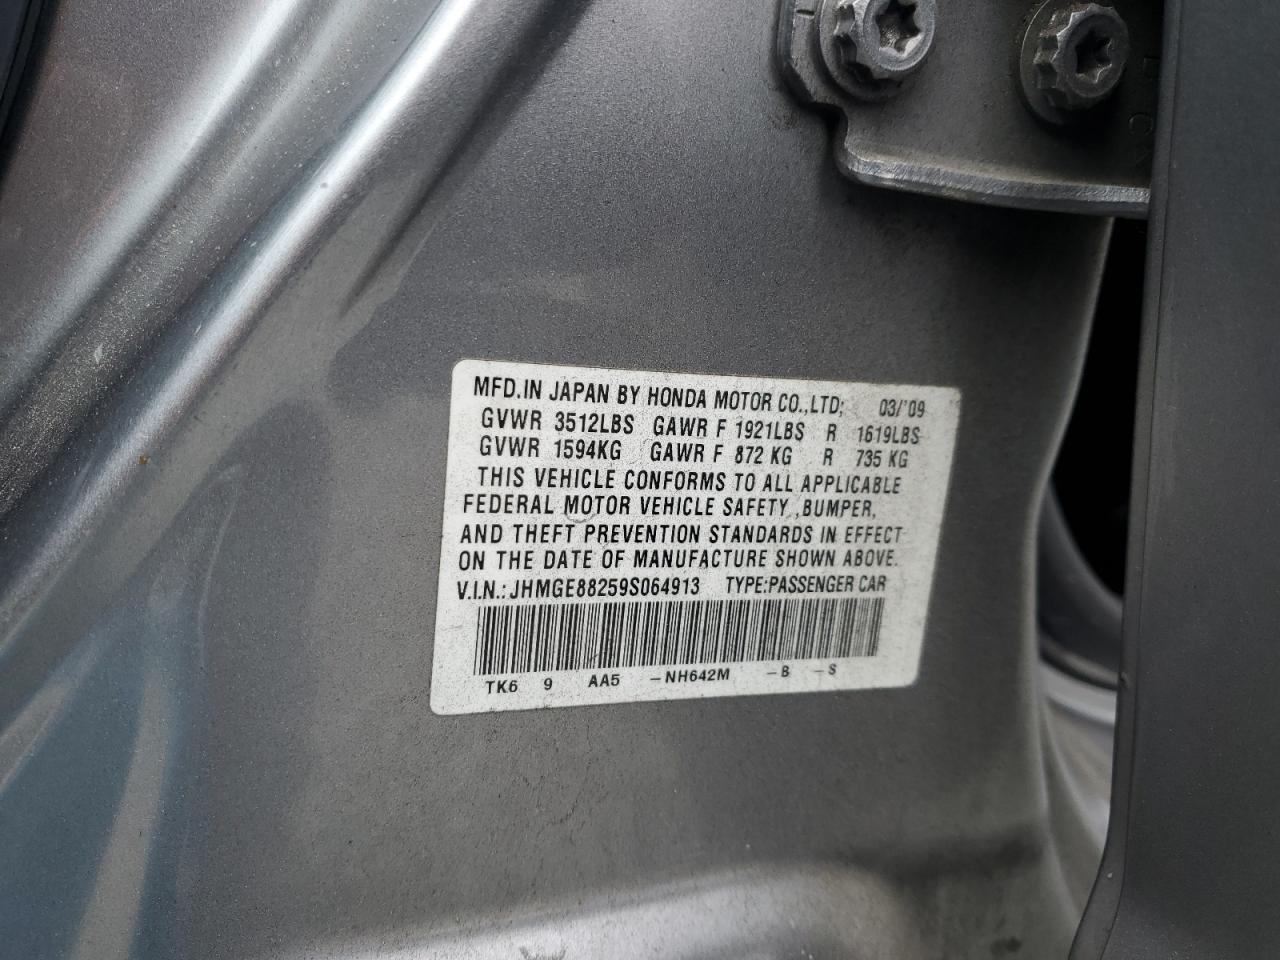 MFD.IN JAPAN BY HONDA MOTOR CO.,LTD; 03/'09
GVWR 3512LBS GAWR F 1921LBS R 1619LBS
GVWR 1594KG GAWR F 872 KG R 735 KG
THIS VEHICLE CONFORMS TO ALL APPLICABLE
FEDERAL MOTOR VEHICLE SAFETY ,BUMPER,
AND THEFT PREVENTION STANDARDS IN EFFECT
ON THE DATE OF MANUFACTURE SHOWN ABOVE.
V.I.N.: JHMGE88259S064913 TYPE:PASSENGER CAR
TK6 9 AA5 -NH642M -B -S